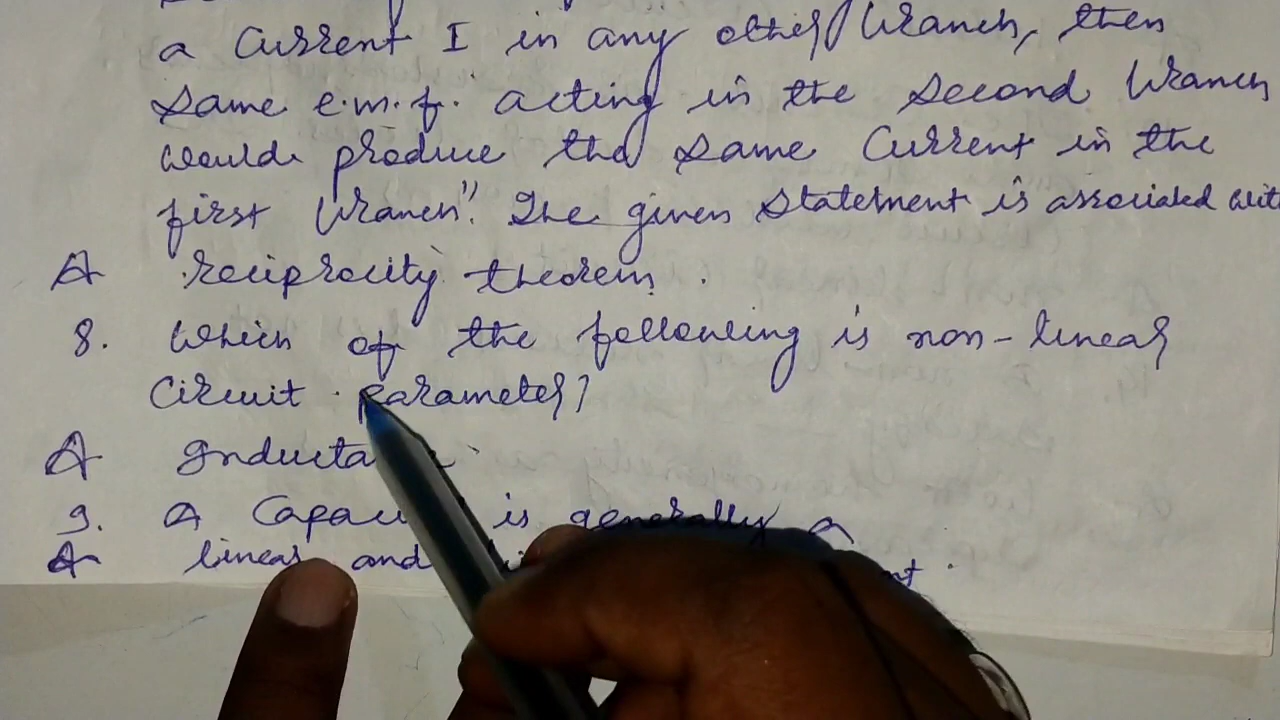 a Current I in any other branch, then
same e.m.f. acting in the second branch
would produce the same Current in the
first branch". The given Statement is associated with
A reciprocity theorem.
8. Which of the following is non-linear
Circuit parameter?
A Inducta
9. A Capaci is generally a
A linear and